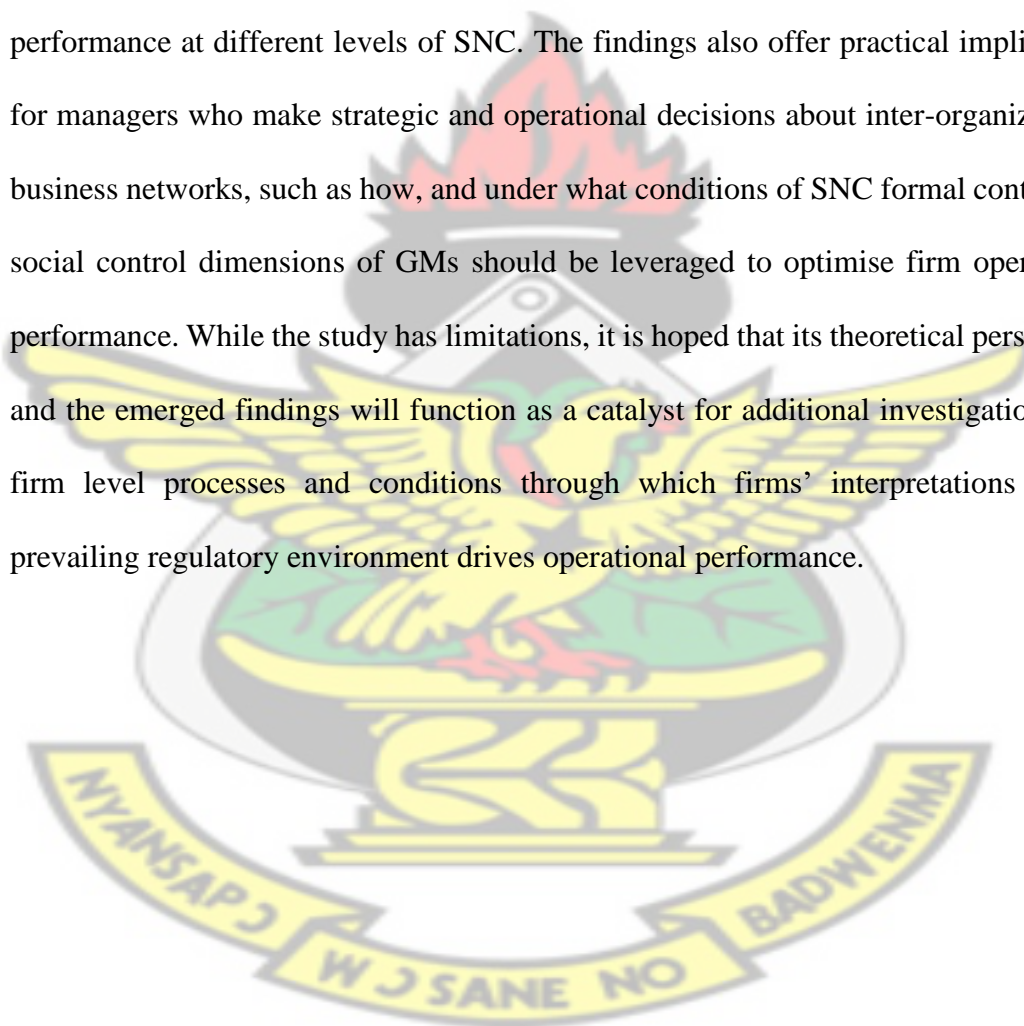 performance at different levels of SNC. The findings also offer practical impli
for managers who make strategic and operational decisions about inter-organiz
business networks, such as how, and under what conditions of SNC formal cont
social control dimensions of GMs should be leveraged to optimise firm oper
performance. While the study has limitations, it is hoped that its theoretical pers
and the emerged findings will function as a catalyst for additional investigatio
firm level processes and conditions through which firms’ interpretations
prevailing regulatory environment drives operational performance.
NYANSAPƆ
WƆSANE NO
BADWENMA